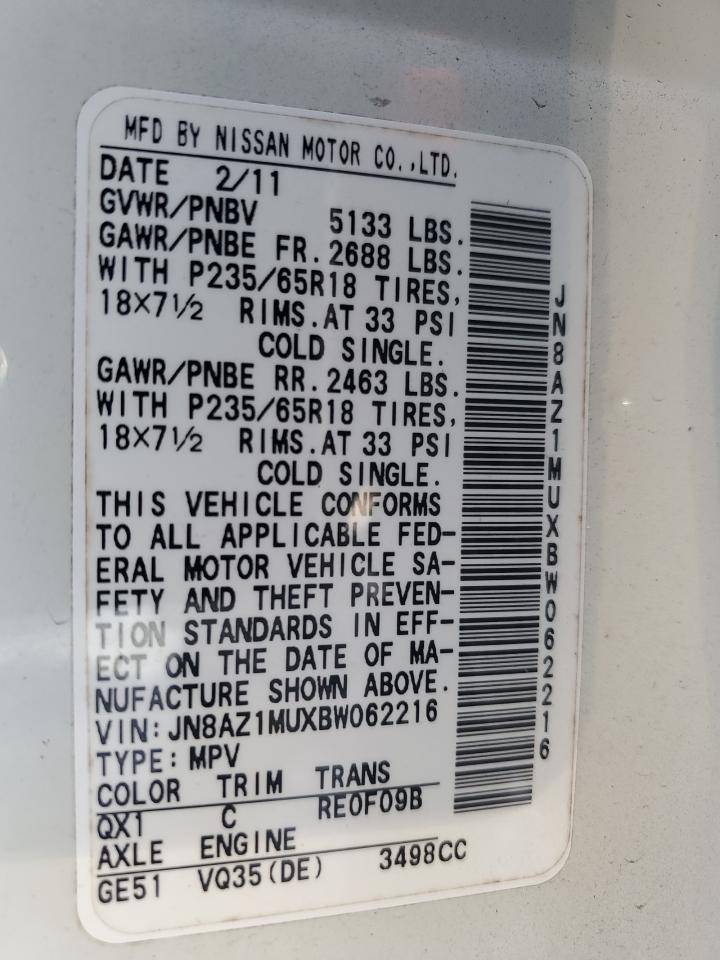 MFD BY NISSAN MOTOR CO.,LTD.
DATE 2/11
GVWR/PNBV 5133 LBS.
GAWR/PNBE FR. 2688 LBS.
WITH P235/65R18 TIRES,
18X7½ RIMS. AT 33 PSI
COLD SINGLE.
GAWR/PNBE RR. 2463 LBS.
WITH P235/65R18 TIRES,
18X7½ RIMS. AT 33 PSI
COLD SINGLE.
THIS VEHICLE CONFORMS
TO ALL APPLICABLE FED-
ERAL MOTOR VEHICLE SA-
FETY AND THEFT PREVEN-
TION STANDARDS IN EFF-
ECT ON THE DATE OF MA-
NUFACTURE SHOWN ABOVE.
VIN: JN8AZ1MUXBW062216
TYPE: MPV
COLOR TRIM TRANS
QX1 C RE0F09B
AXLE ENGINE
GE51 VQ35(DE) 3498CC
JN8AZ1MUXBW062216